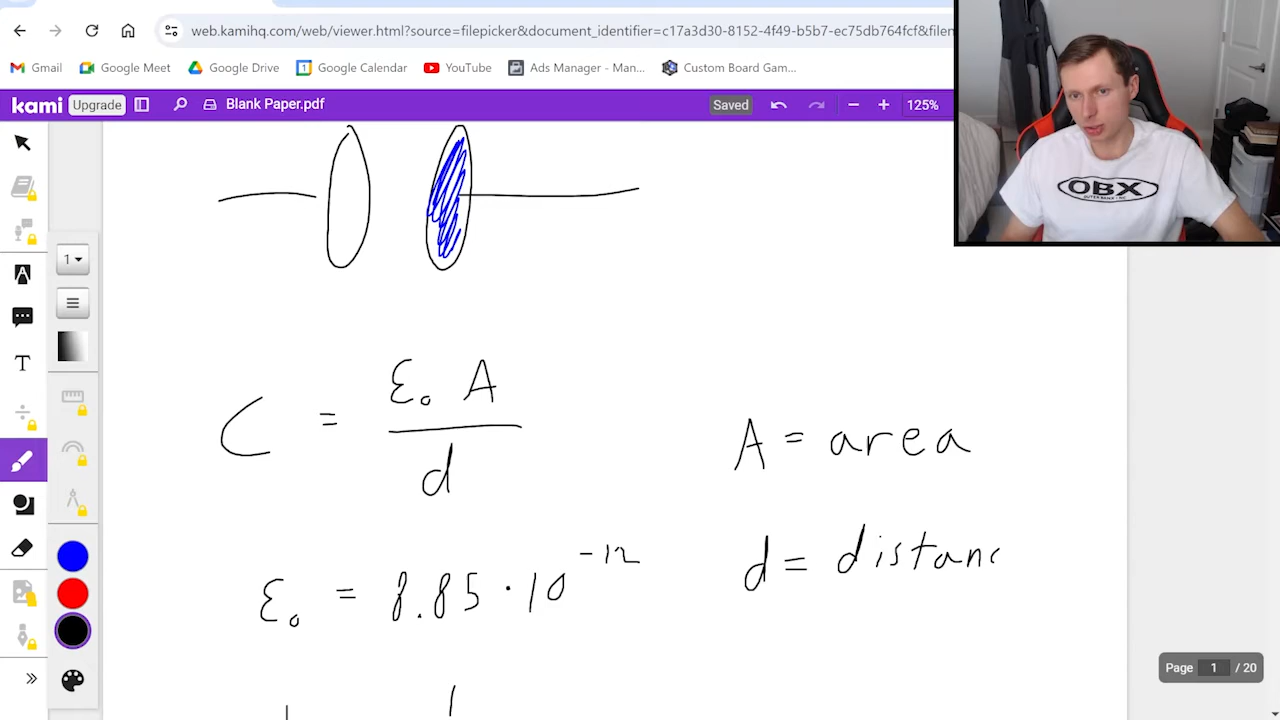 web.kamihq.com/web/viewer.html?source=filepicker&document_identifier=c17a3d30-8152-4f49-b5b7-ec75db764fcf&filen
Gmail Google Meet Google Drive Google Calendar YouTube Ads Manager - Man... Custom Board Gam...
kami Upgrade Blank Paper.pdf Saved 125%
OBX
1
T
C = ε₀ A / d
A = area
d = distanc
ε₀ = 8.85 · 10⁻¹²
Page 1 / 20